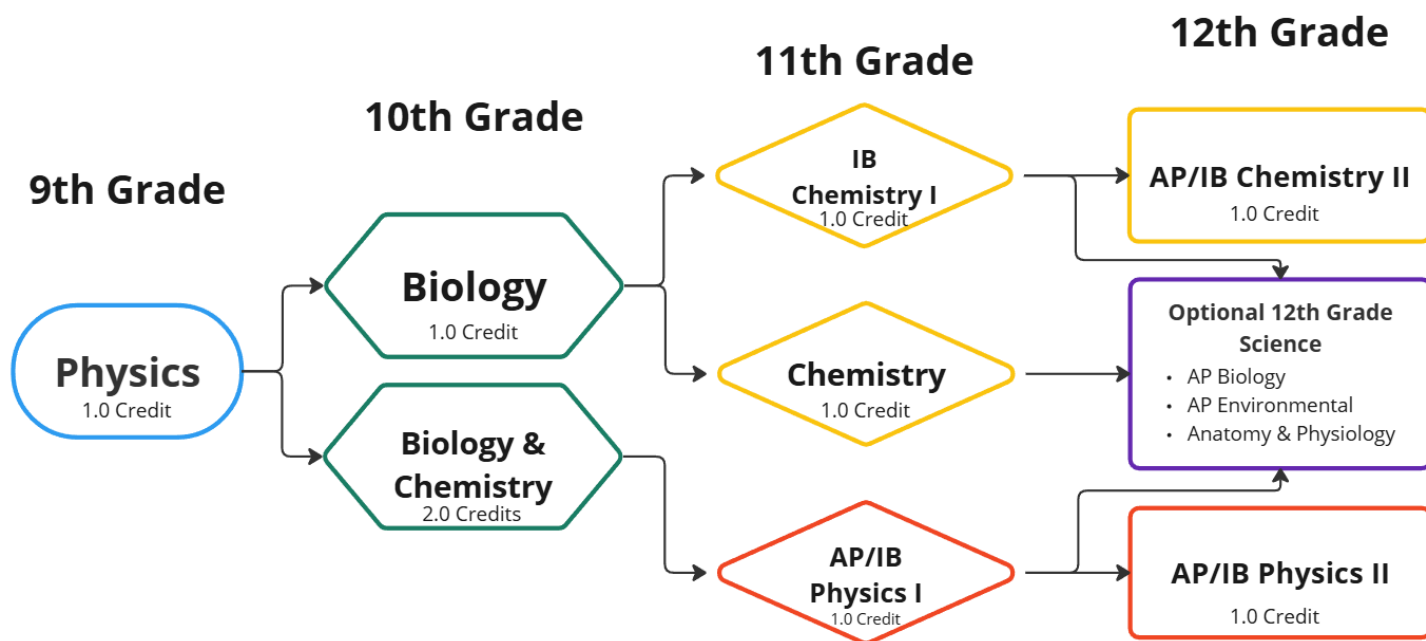 12th Grade
11th Grade
10th Grade
9th Grade
Physics
1.0 Credit
Biology
1.0 Credit
Biology &
Chemistry
2.0 Credits
IB
Chemistry I
1.0 Credit
Chemistry
1.0 Credit
AP/IB
Physics I
1.0 Credit
AP/IB Chemistry II
1.0 Credit
Optional 12th Grade
Science
• AP Biology
• AP Environmental
• Anatomy & Physiology
AP/IB Physics II
1.0 Credit